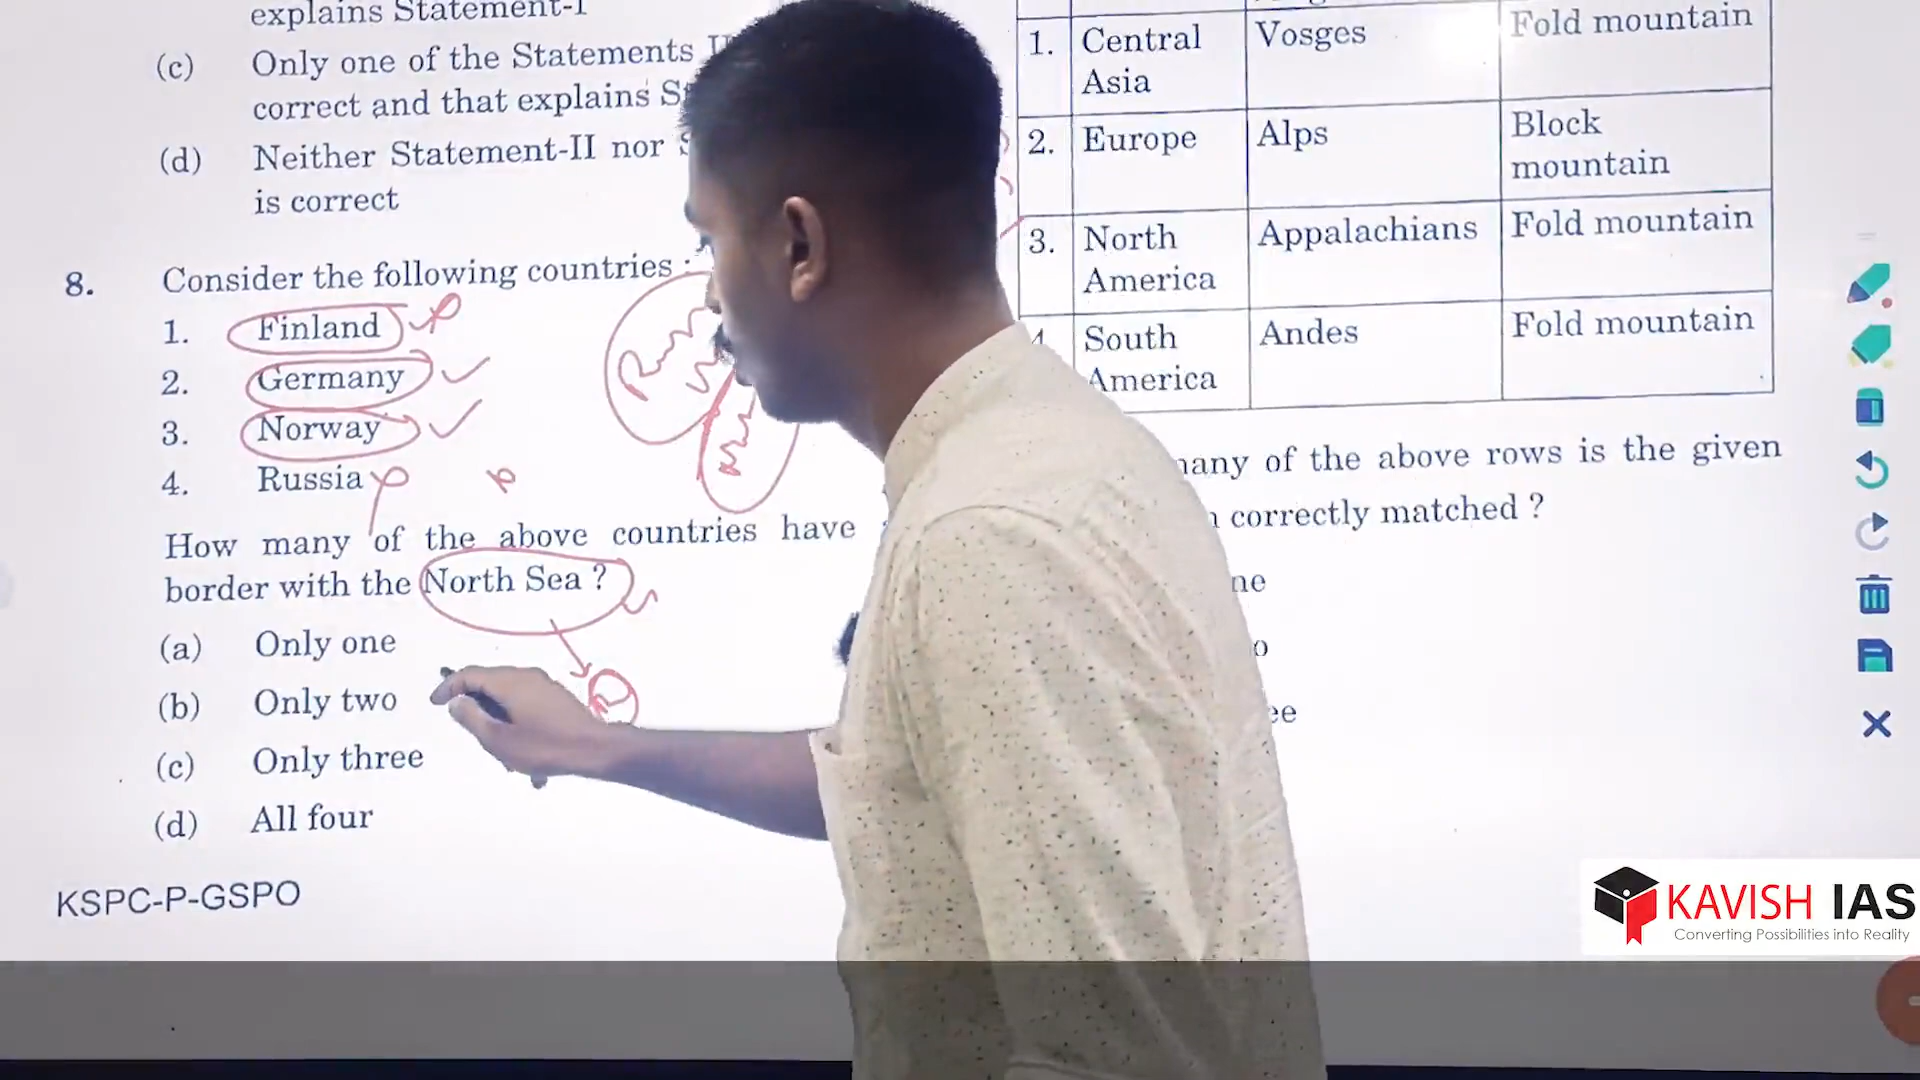 explains Statement-I
(c) Only one of the Statements
correct and that explains
(d) Neither Statement-II nor
is correct
8. Consider the following countries :
1. Finland
2. Germany
3. Norway
4. Russia
How many of the above countries have
border with the North Sea ?
(a) Only one
(b) Only two
(c) Only three
(d) All four
KSPC-P-GSPO
1. Central Asia Vosges Fold mountain
2. Europe Alps Block mountain
3. North America Appalachians Fold mountain
South America Andes Fold mountain
of the above rows is the given
correctly matched ?
KAVISH IAS
Converting Possibilities into Reality